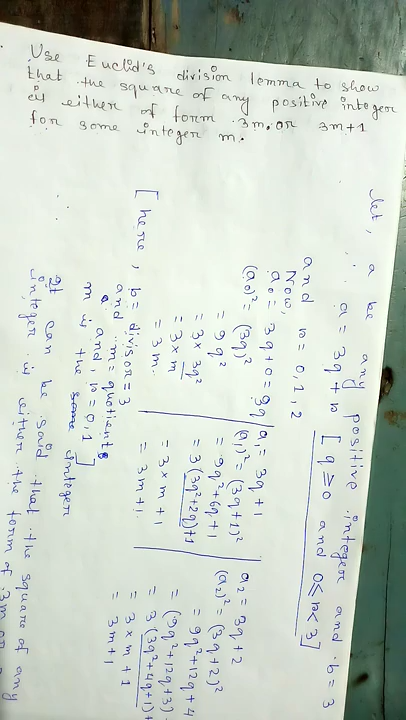 Use Euclid's division lemma to show
that the square of any positive integer
is either of form 3m, or 3m+1
for some integer m.
let, a be any positive integer and b = 3
∴ a = 3q + r [q ≥ 0 and 0 ≤ r < 3]
and r = 0, 1, 2
Now,
a₀ = 3q + 0 = 3q
(a₀)² = (3q)²
= 9q²
= 3 × 3q²
= 3 × m
= 3m
a₁ = 3q + 1
(a₁)² = (3q + 1)²
= 9q² + 6q + 1
= 3(3q² + 2q) + 1
= 3 × m + 1
= 3m + 1
a₂ = 3q + 2
(a₂)² = (3q + 2)²
= 9q² + 12q + 4
= (9q² + 12q + 3) +
= 3(3q² + 4q + 1) +
= 3 × m + 1
= 3m + 1
[here, b = divisor = 3
and m = quotient
and, r = 0, 1]
m is the integer
It can be said that the square of any
integer is either the form of 3m or